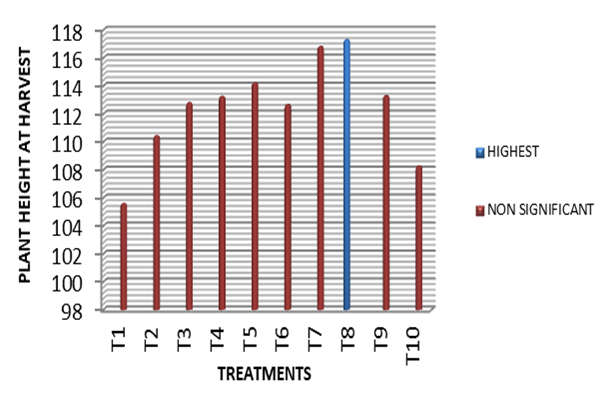 PLANT HEIGHT AT HARVEST
118
116
114
112
110
108
106
104
102
100
98
T1 T2 T3 T4 T5 T6 T7 T8 T9 T10
TREATMENTS
HIGHEST
NON SIGNIFICANT